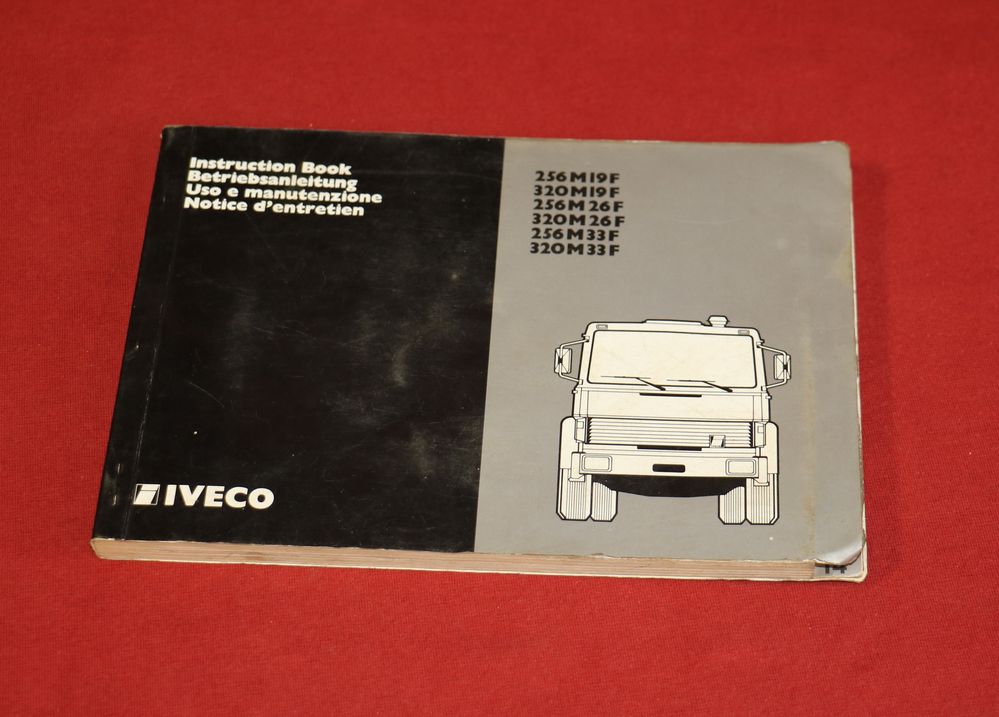 Instruction Book
Betriebsanleitung
Uso e manutenzione
Notice d'entretien
256M19F
320M19F
256M26F
320M26F
256M33F
320M33F
IVECO